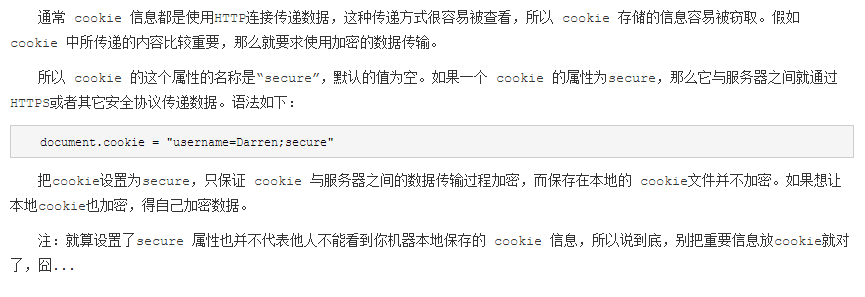 通常 cookie 信息都是使用HTTP连接传递数据，这种传递方式很容易被查看，所以 cookie 存储的信息容易被窃取。假如
cookie 中所传递的内容比较重要，那么就要求使用加密的数据传输。
所以 cookie 的这个属性的名称是“secure”，默认的值为空。如果一个 cookie 的属性为secure，那么它与服务器之间就通过
HTTPS或者其它安全协议传递数据。语法如下：
document.cookie = "username=Darren;secure"
把cookie设置为secure，只保证 cookie 与服务器之间的数据传输过程加密，而保存在本地的 cookie文件并不加密。如果想让
本地cookie也加密，得自己加密数据。
注：就算设置了secure 属性也并不代表他人不能看到你机器本地保存的 cookie 信息，所以说到底，别把重要信息放cookie就对
了，囧...